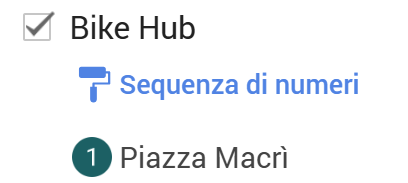 Bike Hub
Sequenza di numeri
1 Piazza Macrì